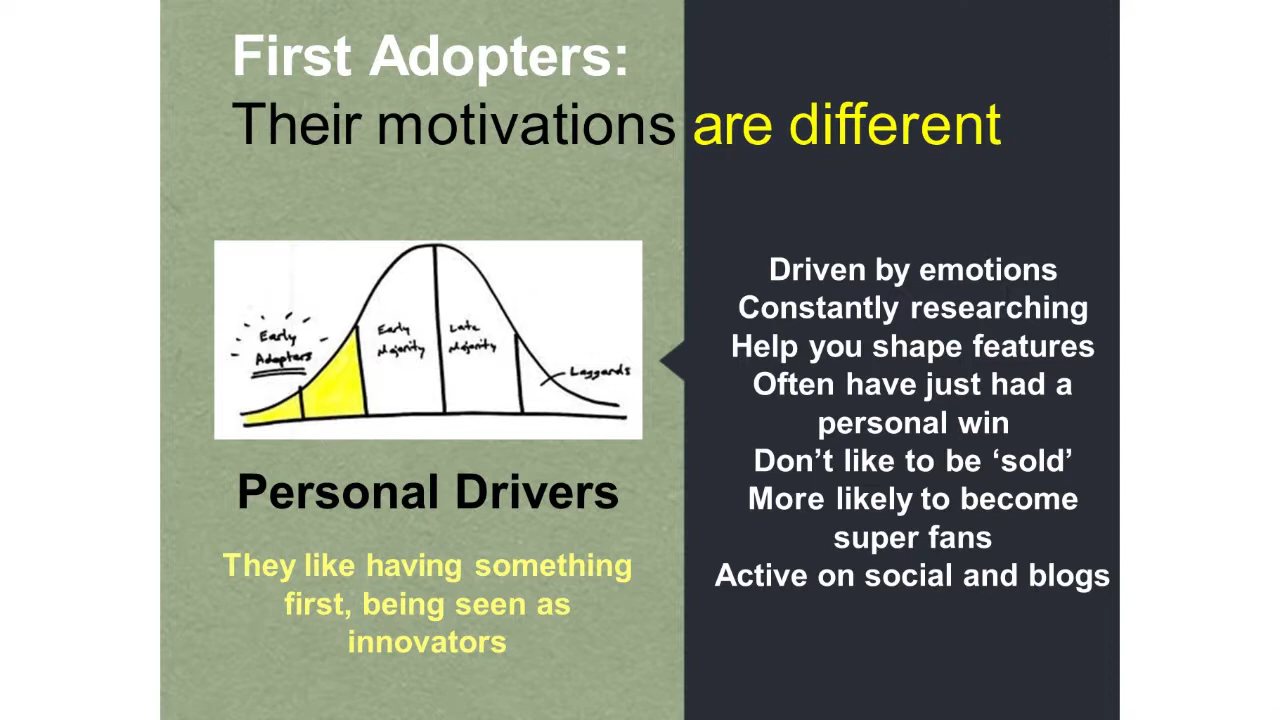 First Adopters:
Their motivations are different
Early
Adopters
Early
Majority
Late
Majority
Laggards
Personal Drivers
They like having something
first, being seen as
innovators
Driven by emotions
Constantly researching
Help you shape features
Often have just had a
personal win
Don’t like to be ‘sold’
More likely to become
super fans
Active on social and blogs